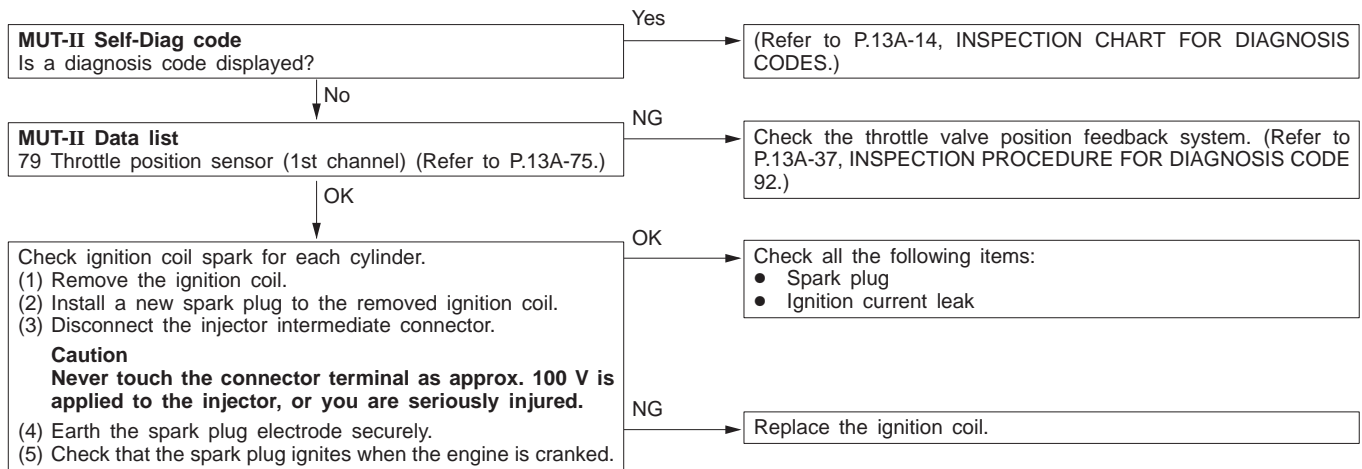 Yes
MUT-II Self-Diag code
Is a diagnosis code displayed?
(Refer to P.13A-14, INSPECTION CHART FOR DIAGNOSIS
CODES.)
No
MUT-II Data list
79 Throttle position sensor (1st channel) (Refer to P.13A-75.)
NG
Check the throttle valve position feedback system. (Refer to
P.13A-37, INSPECTION PROCEDURE FOR DIAGNOSIS CODE
92.)
OK
Check ignition coil spark for each cylinder.
(1) Remove the ignition coil.
(2) Install a new spark plug to the removed ignition coil.
(3) Disconnect the injector intermediate connector.
Caution
Never touch the connector terminal as approx. 100 V is
applied to the injector, or you are seriously injured.
(4) Earth the spark plug electrode securely.
(5) Check that the spark plug ignites when the engine is cranked.
OK
Check all the following items:
● Spark plug
● Ignition current leak
NG
Replace the ignition coil.